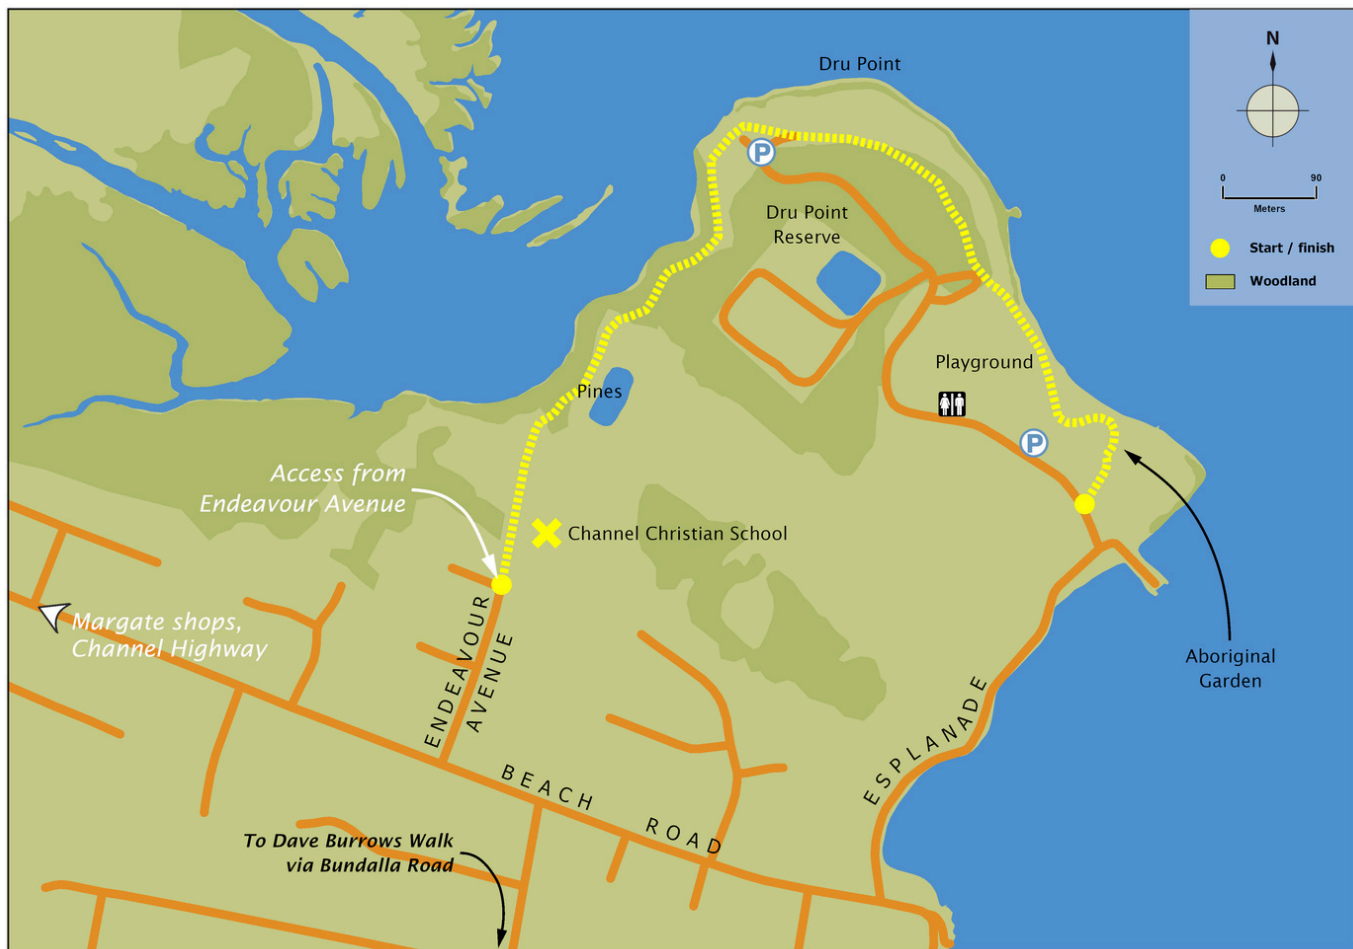 Dru Point
N
P
0 90
Meters
Start / finish
Woodland
Dru Point
Reserve
Playground
Pines
P
Access from
Endeavour Avenue
Channel Christian School
Margate shops,
Channel Highway
ENDEAVOUR
AVENUE
Aboriginal
Garden
ESPLANADE
BEACH ROAD
To Dave Burrows Walk
via Bundalla Road